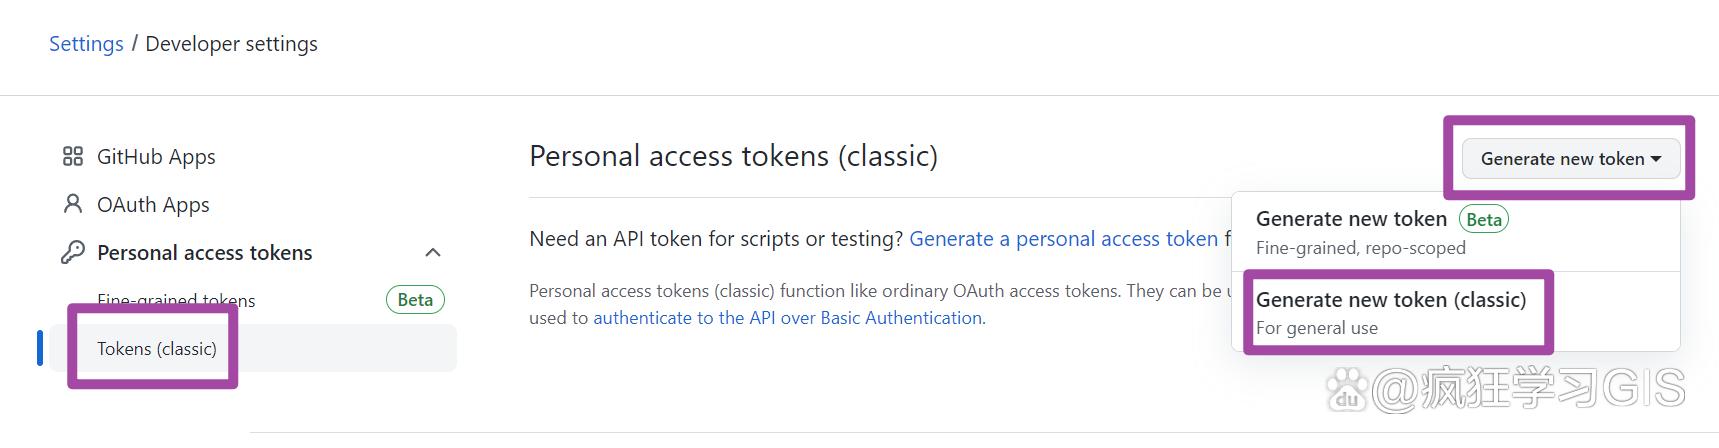 Settings / Developer settings
GitHub Apps
OAuth Apps
Personal access tokens
Fine-grained tokens Beta
Tokens (classic)
Personal access tokens (classic)
Generate new token
Need an API token for scripts or testing? Generate a personal access token f
Personal access tokens (classic) function like ordinary OAuth access tokens. They can be u
used to authenticate to the API over Basic Authentication.
Generate new token Beta
Fine-grained, repo-scoped
Generate new token (classic)
For general use
du @疯狂学习GIS